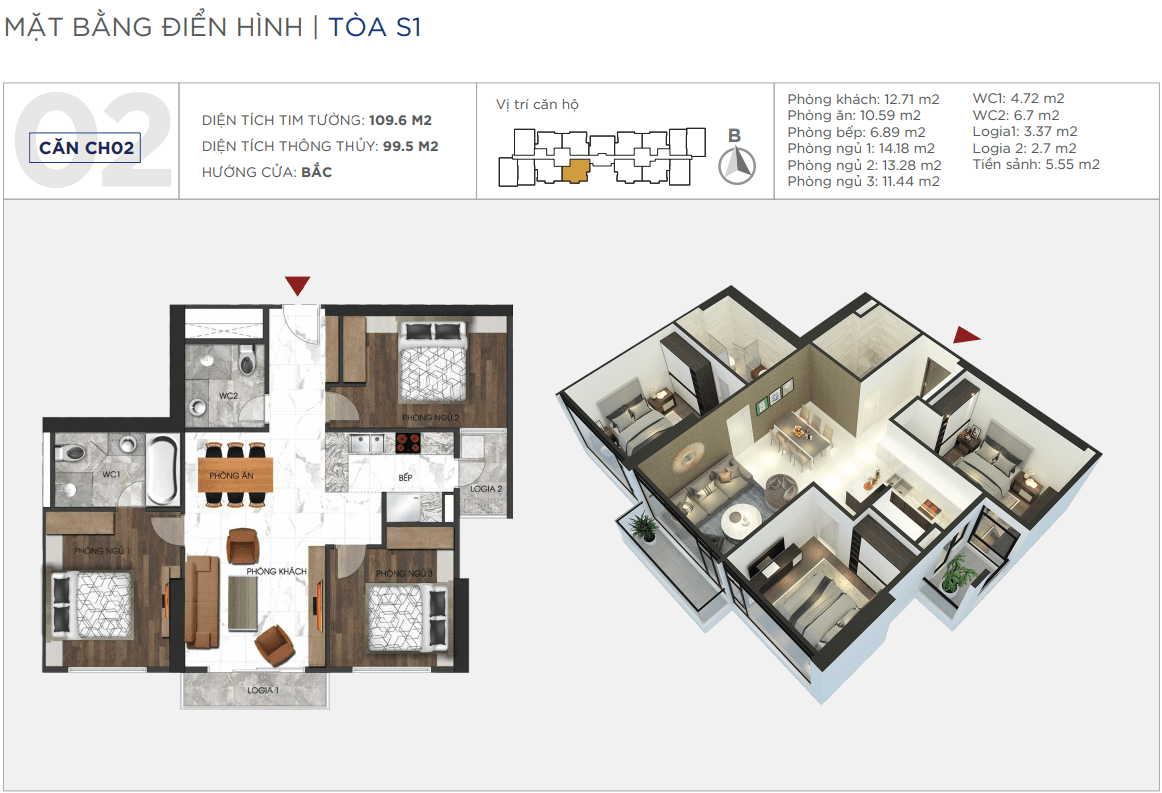 MẶT BẰNG ĐIỂN HÌNH | TÒA S1
02
CĂN CH02
DIỆN TÍCH TIM TƯỜNG: 109.6 M2
DIỆN TÍCH THÔNG THỦY: 99.5 M2
HƯỚNG CỬA: BẮC
Vị trí căn hộ
B
Phòng khách: 12.71 m2
Phòng ăn: 10.59 m2
Phòng bếp: 6.89 m2
Phòng ngủ 1: 14.18 m2
Phòng ngủ 2: 13.28 m2
Phòng ngủ 3: 11.44 m2
WC1: 4.72 m2
WC2: 6.7 m2
Logia1: 3.37 m2
Logia 2: 2.7 m2
Tiền sảnh: 5.55 m2
WC2
PHÒNG NGỦ 2
WC1
PHÒNG ĂN
BẾP
LOGIA 2
PHÒNG NGỦ 1
PHÒNG KHÁCH
PHÒNG NGỦ 3
LOGIA 1